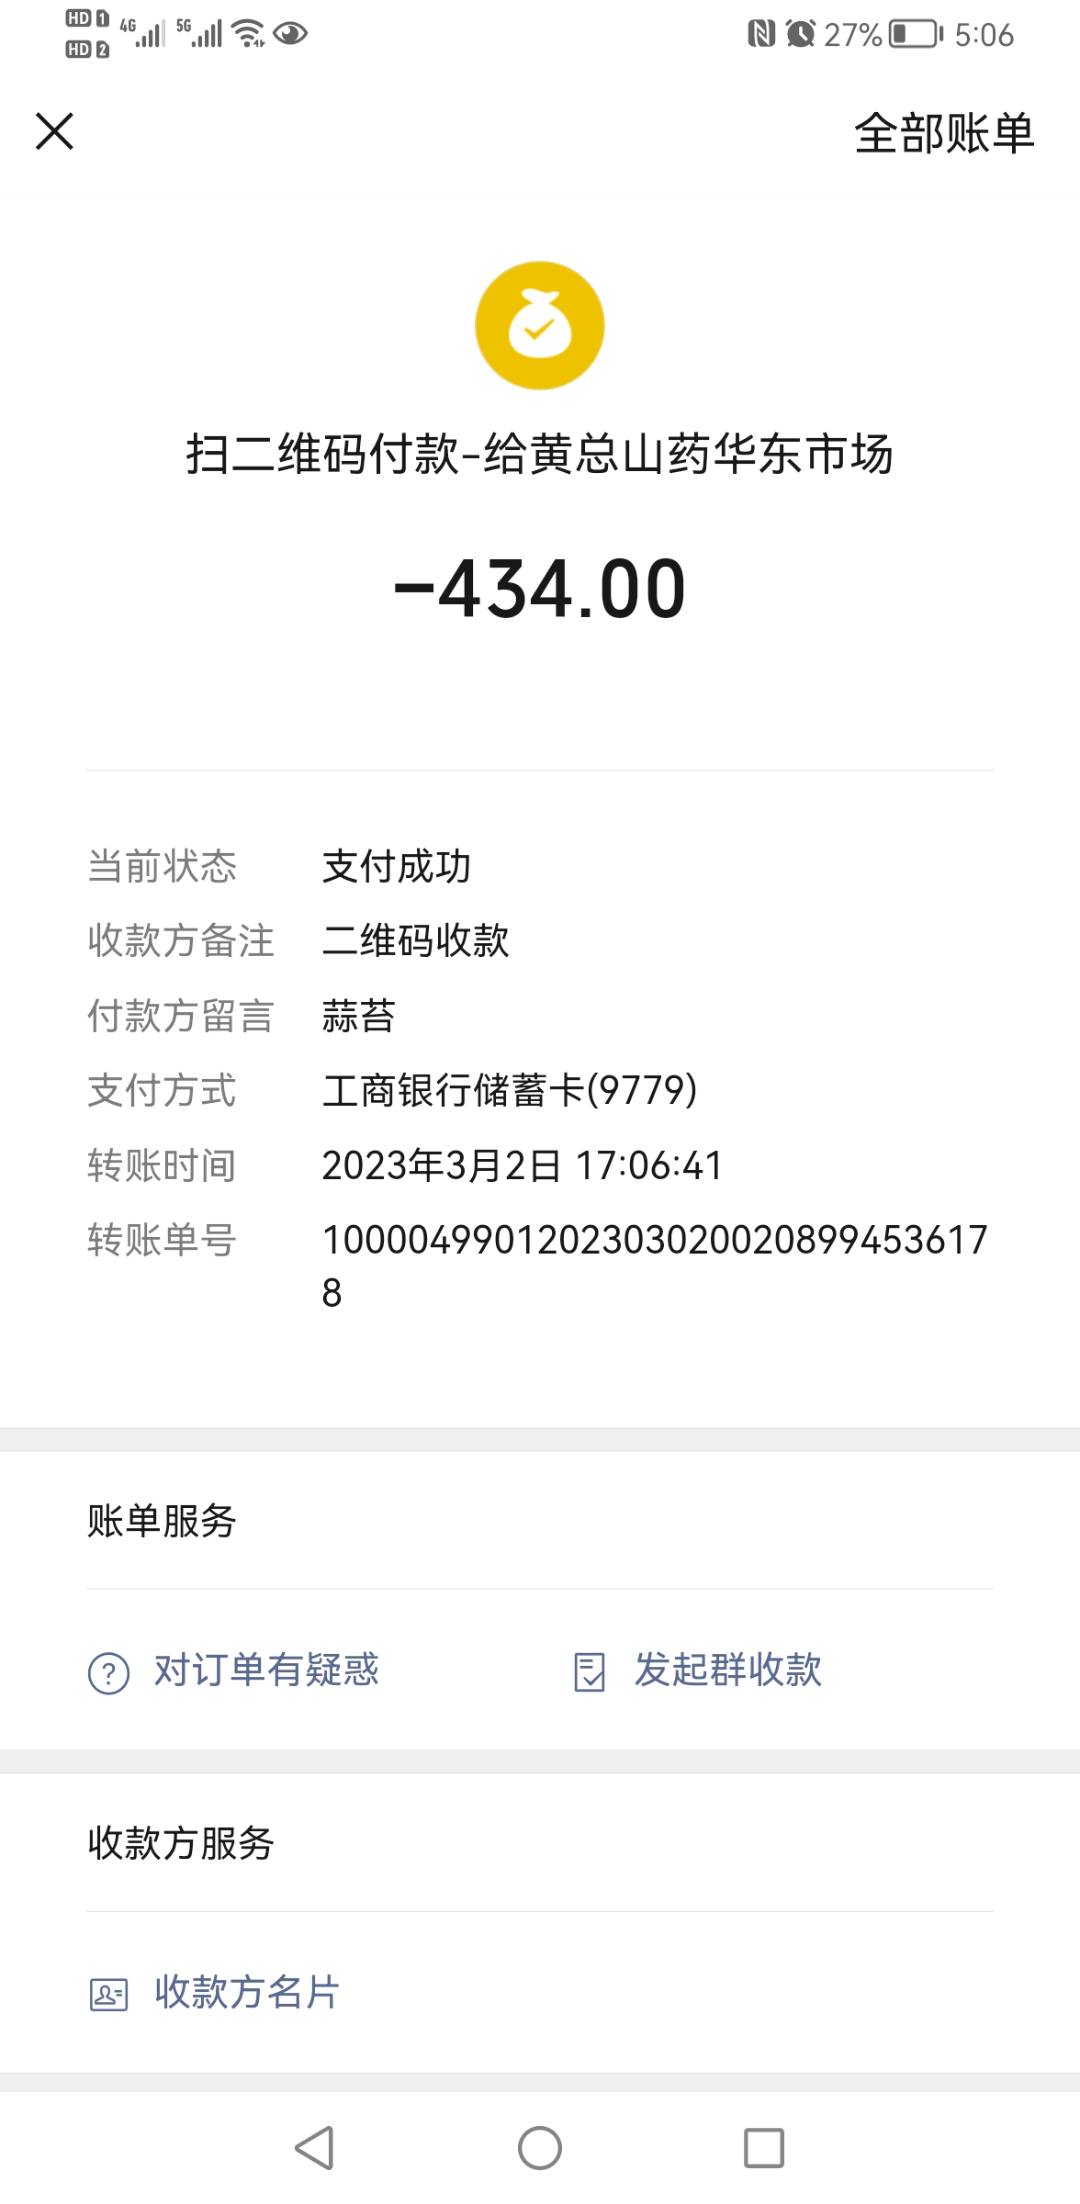 HD 1 4G 5G
HD 2
27% 5:06
全部账单
扫二维码付款-给黄总山药华东市场
-434.00
当前状态 支付成功
收款方备注 二维码收款
付款方留言 蒜苔
支付方式 工商银行储蓄卡(9779)
转账时间 2023年3月2日 17:06:41
转账单号 100004990120230302002089945361​7
8
账单服务
对订单有疑惑 发起群收款
收款方服务
收款方名片